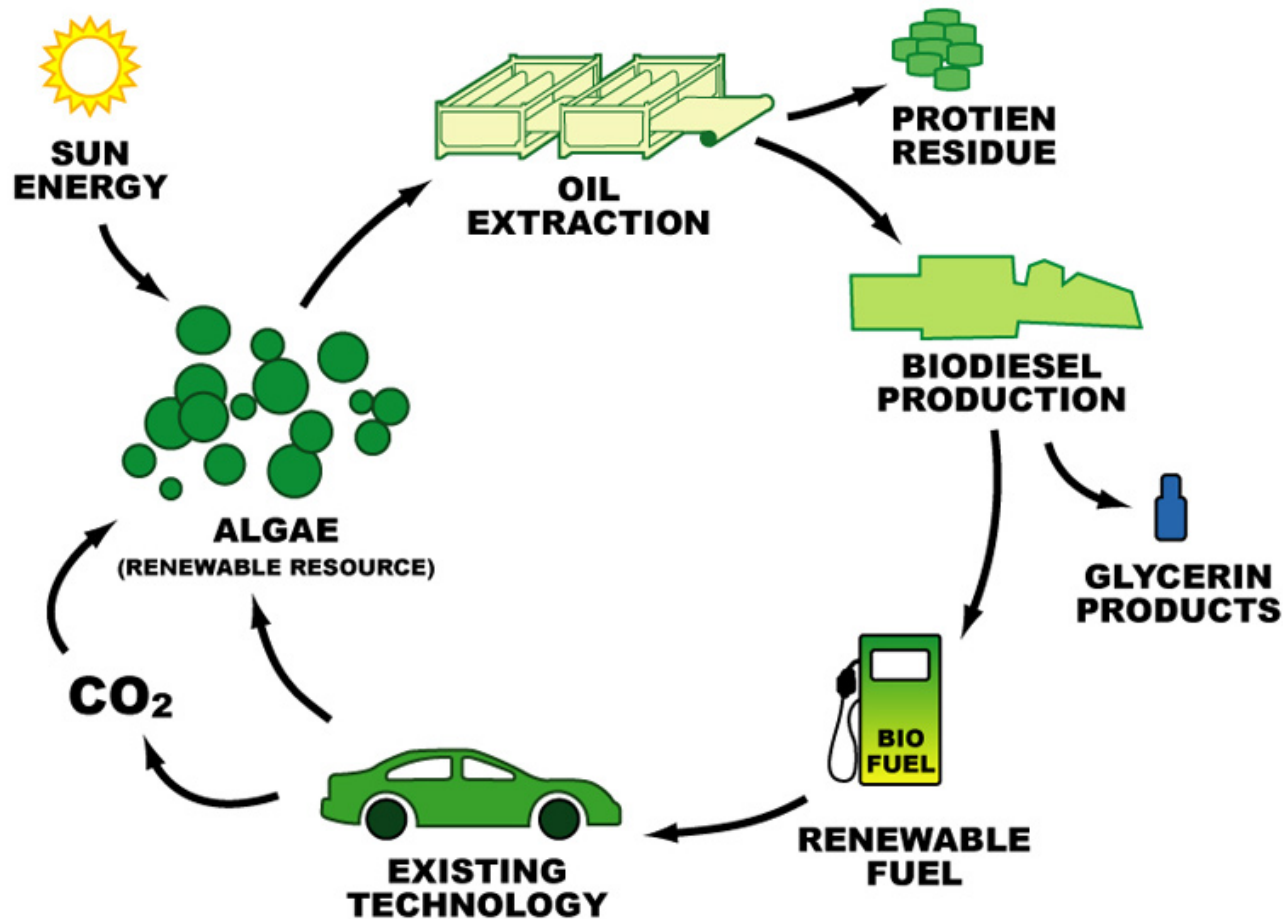 SUN
ENERGY
OIL
EXTRACTION
PROTIEN
RESIDUE
BIODIESEL
PRODUCTION
GLYCERIN
PRODUCTS
BIO
FUEL
RENEWABLE
FUEL
EXISTING
TECHNOLOGY
CO₂
ALGAE
(RENEWABLE RESOURCE)